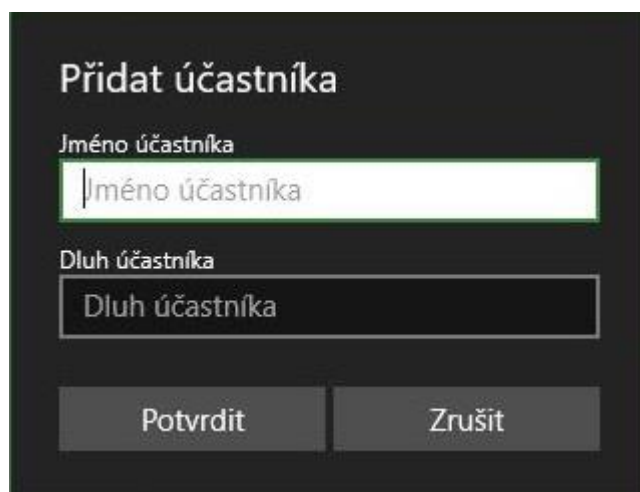 Přidat účastníka
Jméno účastníka
Jméno účastníka
Dluh účastníka
Dluh účastníka
Potvrdit Zrušit